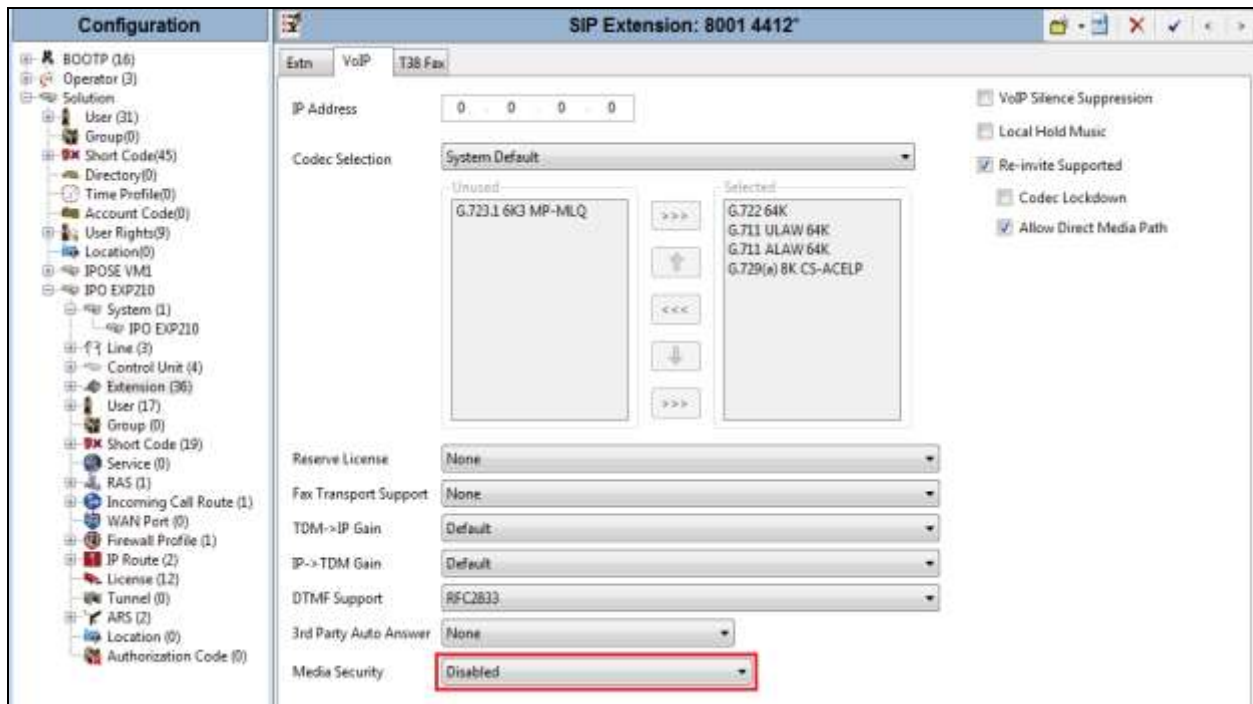 Configuration
BOOTP (16)
Operator (3)
Solution
User (31)
Group(0)
Short Code(45)
Directory(0)
Time Profile(0)
Account Code(0)
User Rights(9)
Location(0)
IPOSE VM1
IPO EXP210
System (1)
IPO EXP210
Line (3)
Control Unit (4)
Extension (36)
User (17)
Group (0)
Short Code (19)
Service (0)
RAS (1)
Incoming Call Route (1)
WAN Port (0)
Firewall Profile (1)
IP Route (2)
License (12)
Tunnel (0)
ARS (2)
Location (0)
Authorization Code (0)
SIP Extension: 8001 4412*
Extn VoIP T38 Fax
IP Address 0 . 0 . 0 . 0
Codec Selection System Default
Unused
G.723.1 6K3 MP-MLQ
>>>
<<<
>>>
Selected
G.722 64K
G.711 ULAW 64K
G.711 ALAW 64K
G.729(a) 8K CS-ACELP
Reserve License None
Fax Transport Support None
TDM->IP Gain Default
IP->TDM Gain Default
DTMF Support RFC2833
3rd Party Auto Answer None
Media Security Disabled
VoIP Silence Suppression
Local Hold Music
Re-invite Supported
Codec Lockdown
Allow Direct Media Path